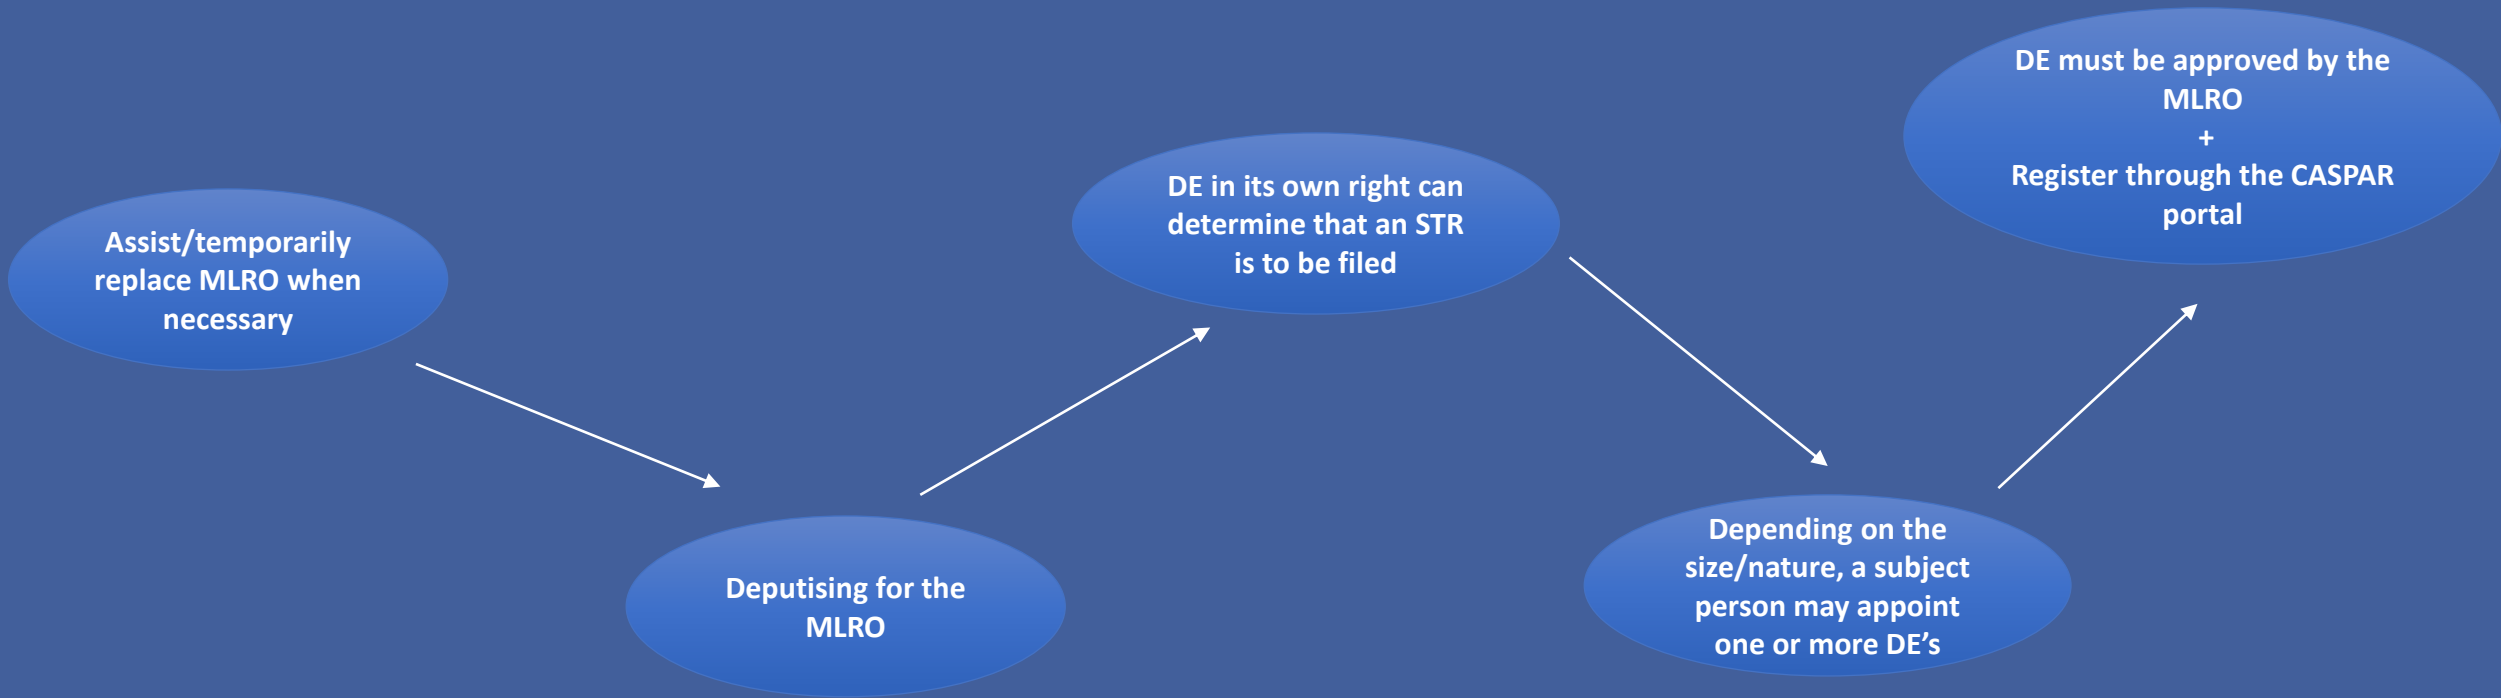 Assist/temporarily
replace MLRO when
necessary
Deputising for the
MLRO
DE in its own right can
determine that an STR
is to be filed
Depending on the
size/nature, a subject
person may appoint
one or more DE’s
DE must be approved by the
MLRO
+
Register through the CASPAR
portal